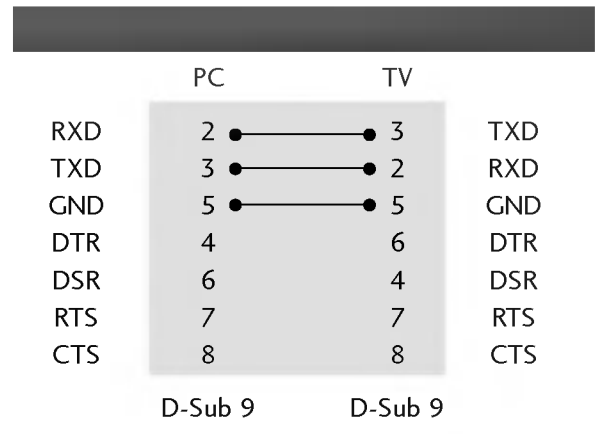 PC TV
RXD 2 3 TXD
TXD 3 2 RXD
GND 5 5 GND
DTR 4 6 DTR
DSR 6 4 DSR
RTS 7 7 RTS
CTS 8 8 CTS
D-Sub 9 D-Sub 9